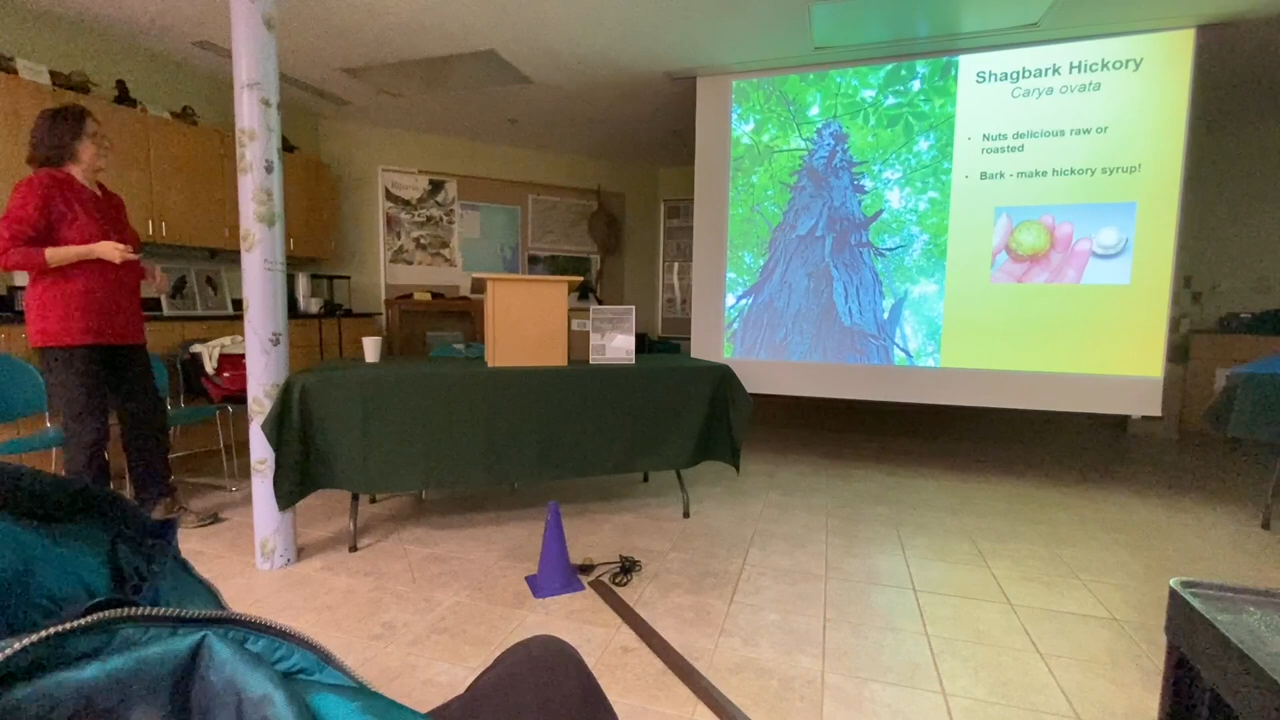 Shagbark Hickory
Carya ovata
• Nuts delicious raw or
roasted
• Bark - make hickory syrup!